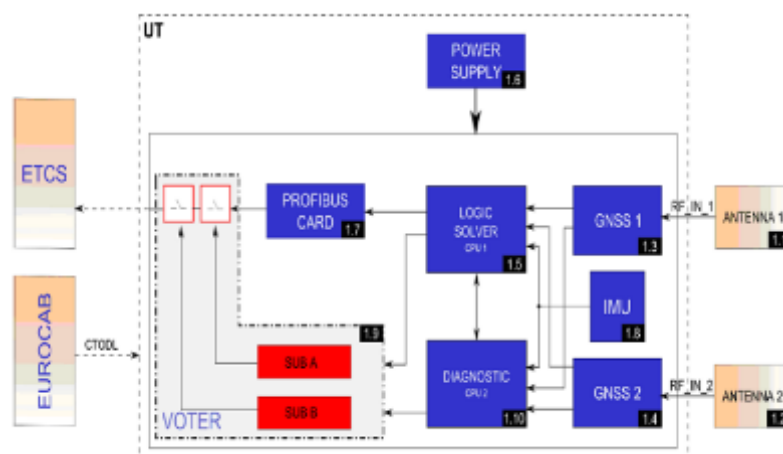 UT
POWER
SUPPLY
1.6
ETCS
PROFIBUS
CARD
1.7
LOGIC
SOLVER
CPU 1
1.5
GNSS 1
1.3
RF_IN_1
ANTENNA 1
IMU
1.8
EUROCAB
CTODL
1.9
SUB A
SUB B
VOTER
DIAGNOSTIC
CPU 2
1.10
GNSS 2
1.4
RF_IN_2
ANTENNA 2